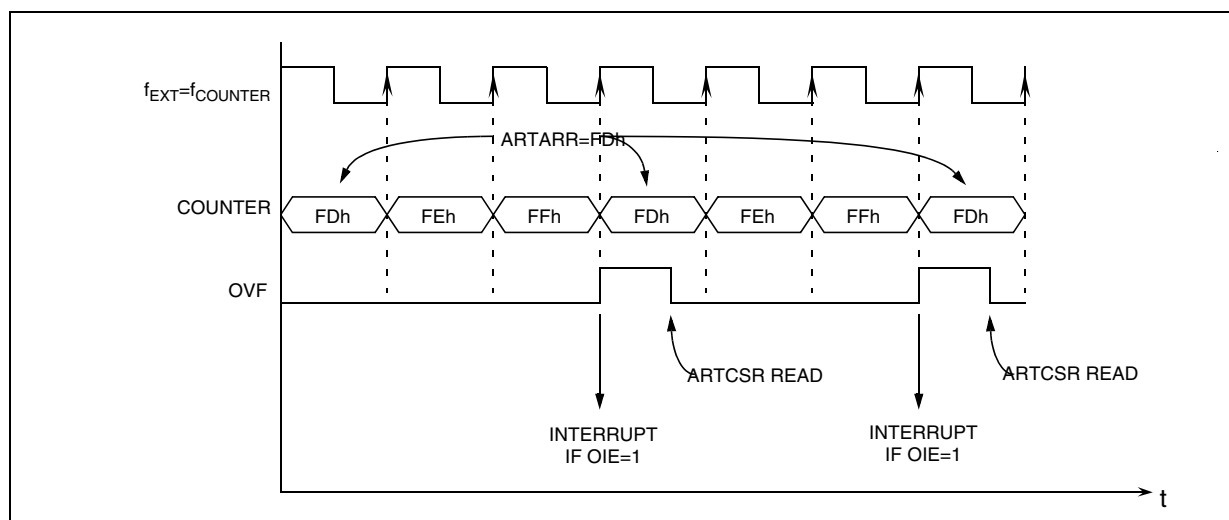 fEXT=fCOUNTER
ARTARR=FDh
COUNTER
FDh FEh FFh FDh FEh FFh FDh
OVF
ARTCSR READ
ARTCSR READ
INTERRUPT
IF OIE=1
INTERRUPT
IF OIE=1
t